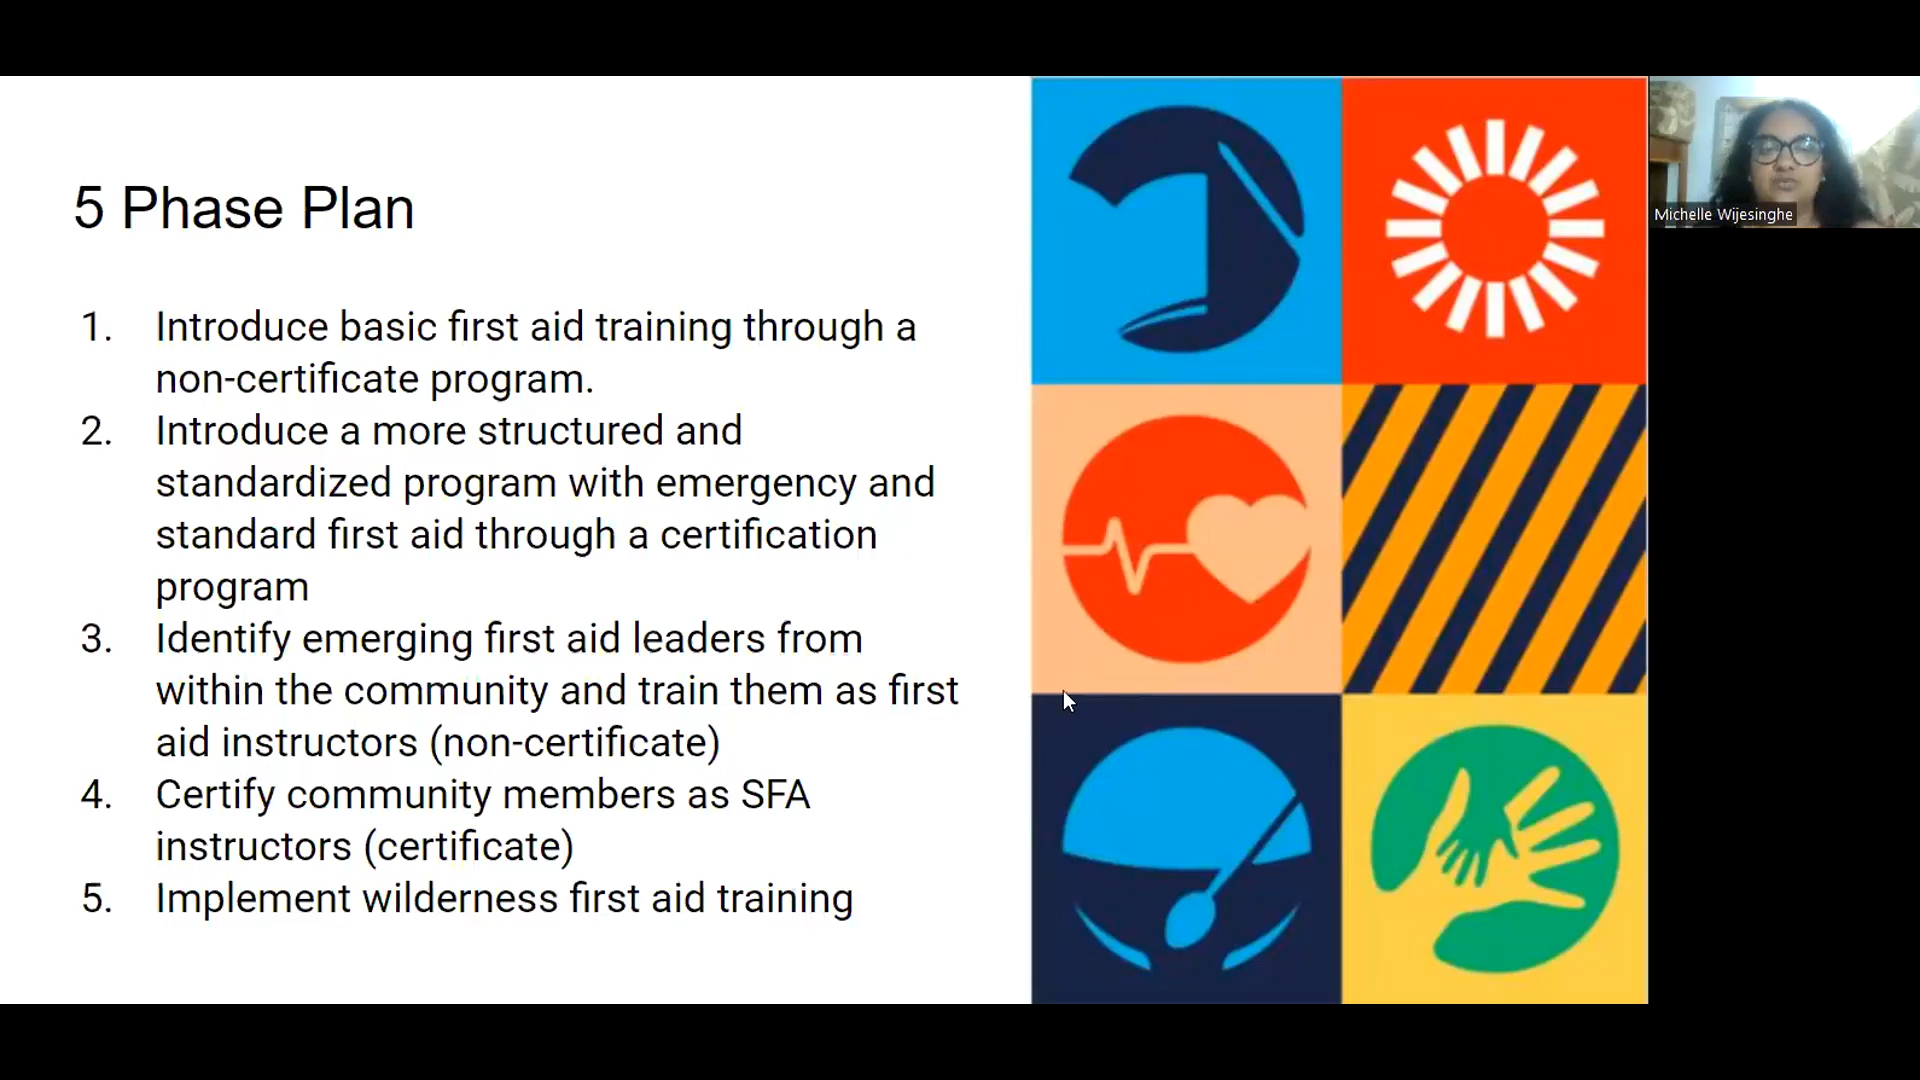 5 Phase Plan
1. Introduce basic first aid training through a
non-certificate program.
2. Introduce a more structured and
standardized program with emergency and
standard first aid through a certification
program
3. Identify emerging first aid leaders from
within the community and train them as first
aid instructors (non-certificate)
4. Certify community members as SFA
instructors (certificate)
5. Implement wilderness first aid training
Michelle Wijesinghe